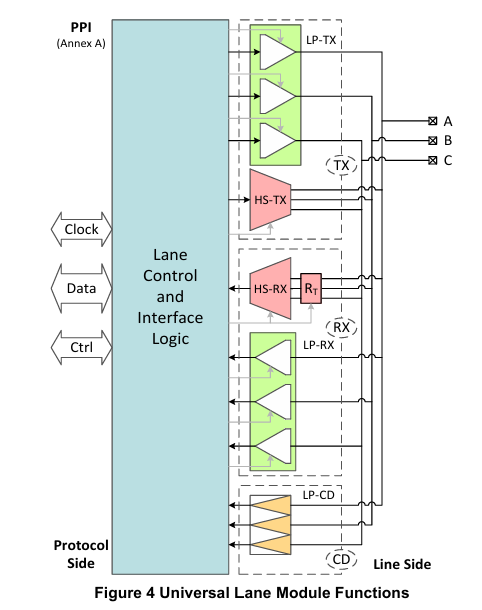 PPI
(Annex A)
LP-TX
A
B
C
TX
HS-TX
Clock
Lane
Control
and
Interface
Logic
Data
HS-RX
RT
RX
Ctrl
LP-RX
LP-CD
Protocol
Side
CD
Line Side
Figure 4 Universal Lane Module Functions